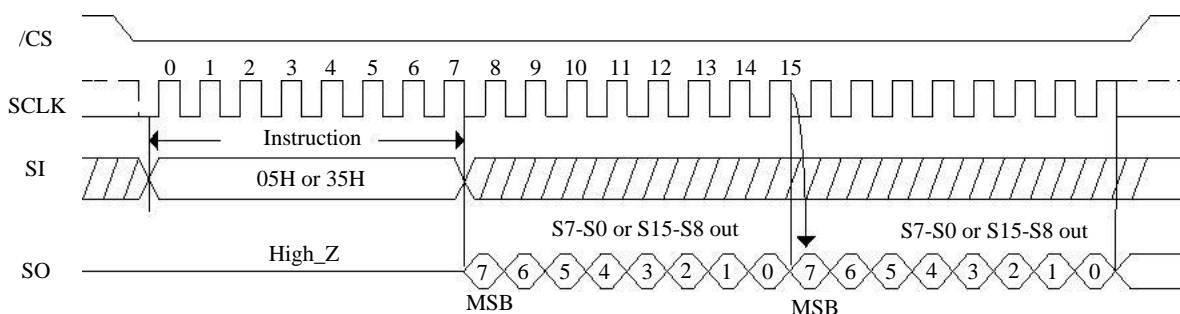 /CS
0 1 2 3 4 5 6 7 8 9 10 11 12 13 14 15
SCLK
Instruction
SI
05H or 35H
S7-S0 or S15-S8 out
S7-S0 or S15-S8 out
High_Z
SO
7 6 5 4 3 2 1 0 7 6 5 4 3 2 1 0
MSB
MSB